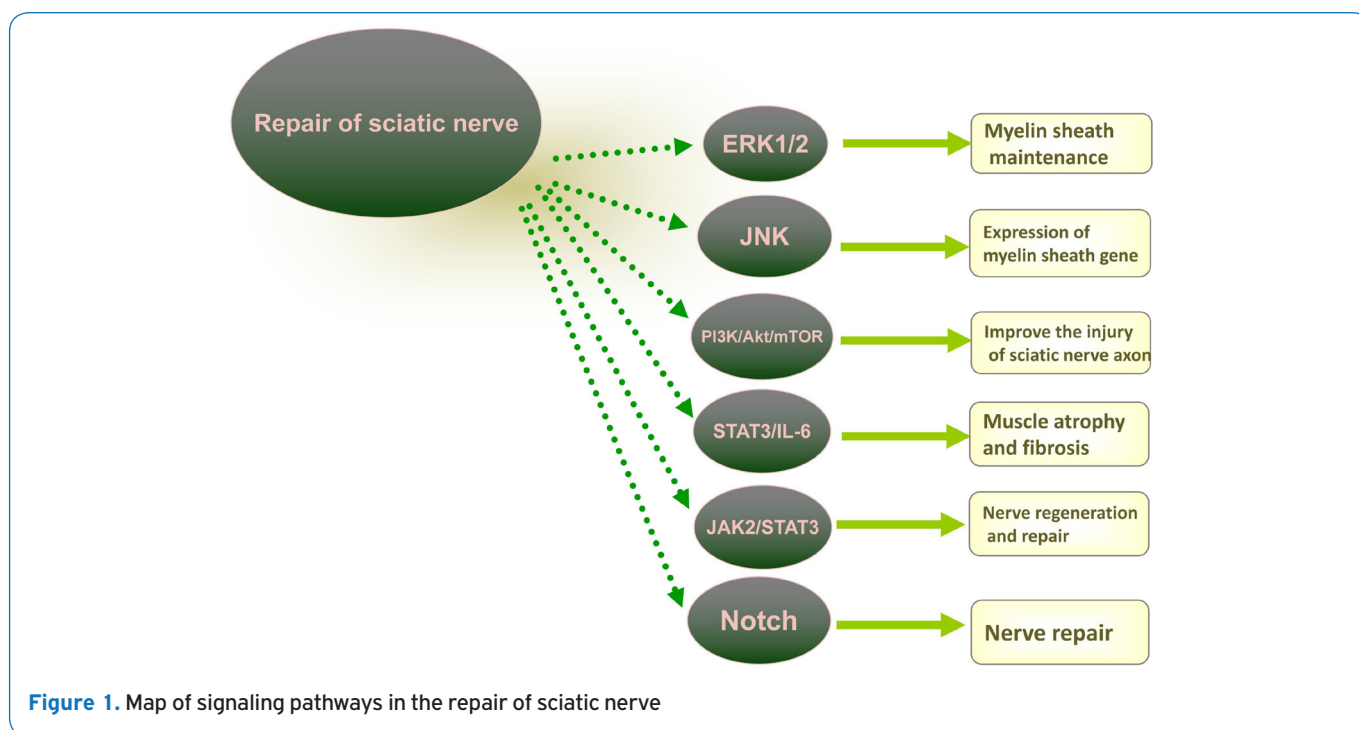 Repair of sciatic nerve
ERK1/2
Myelin sheath
maintenance
JNK
Expression of
myelin sheath gene
PI3K/Akt/mTOR
Improve the injury
of sciatic nerve axon
STAT3/IL-6
Muscle atrophy
and fibrosis
JAK2/STAT3
Nerve regeneration
and repair
Notch
Nerve repair
Figure 1. Map of signaling pathways in the repair of sciatic nerve